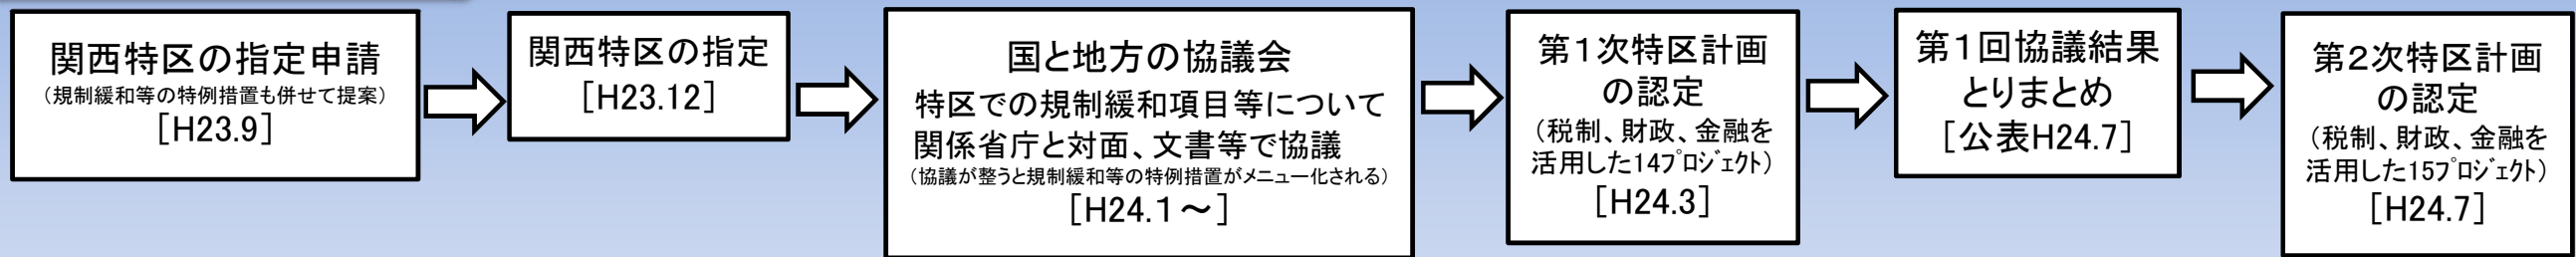 関西特区の指定申請
（規制緩和等の特例措置も併せて提案）
[H23.9]
関西特区の指定
[H23.12]
国と地方の協議会
特区での規制緩和項目等について
関係省庁と対面、文書等で協議
（協議が整うと規制緩和等の特例措置がメニュー化される）
[H24.1～]
第１次特区計画
の認定
（税制、財政、金融を
活用した14ﾌﾟﾛｼﾞｪｸﾄ）
[H24.3]
第１回協議結果
とりまとめ
[公表H24.7]
第２次特区計画
の認定
（税制、財政、金融を
活用した15ﾌﾟﾛｼﾞｪｸﾄ）
[H24.7]